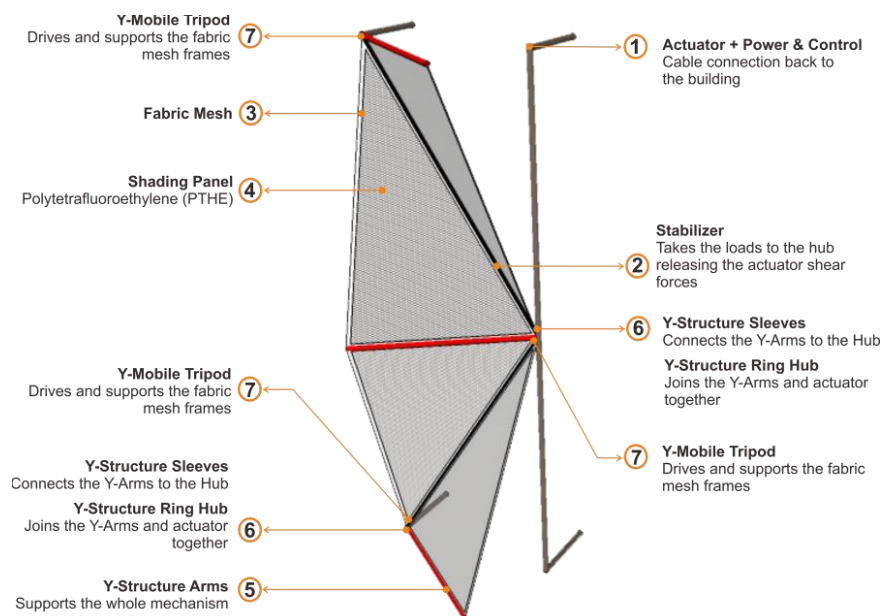 Y-Mobile Tripod
Drives and supports the fabric
mesh frames
7
Fabric Mesh
3
Shading Panel
Polytetrafluoroethylene (PTHE)
4
Y-Mobile Tripod
Drives and supports the fabric
mesh frames
7
Y-Structure Sleeves
Connects the Y-Arms to the Hub
Y-Structure Ring Hub
Joins the Y-Arms and actuator
together
6
Y-Structure Arms
Supports the whole mechanism
5
1
Actuator + Power & Control
Cable connection back to
the building
2
Stabilizer
Takes the loads to the hub
releasing the actuator shear
forces
6
Y-Structure Sleeves
Connects the Y-Arms to the Hub
Y-Structure Ring Hub
Joins the Y-Arms and actuator
together
7
Y-Mobile Tripod
Drives and supports the fabric
mesh frames